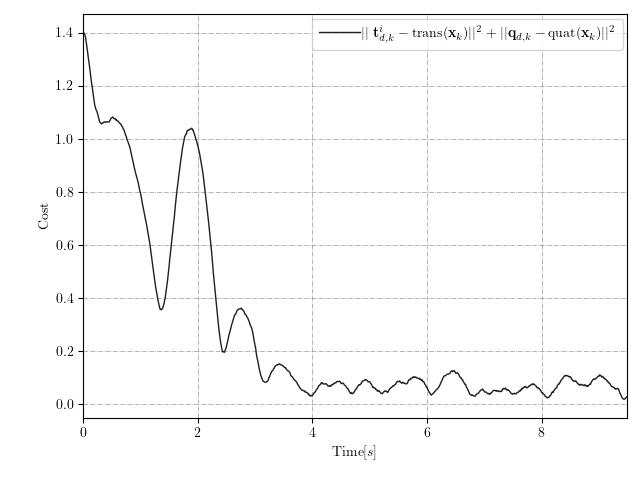 || t^i_{d,k} − trans(x_k)||² + ||q_{d,k} − quat(x_k)||²
1.4
1.2
1.0
0.8
0.6
0.4
0.2
0.0
Cost
0 2 4 6 8
Time[s]